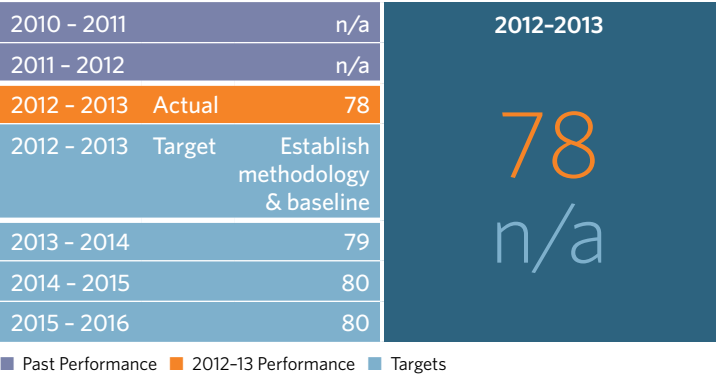 2010 – 2011 n/a
2011 – 2012 n/a
2012 – 2013 Actual 78
2012 – 2013 Target Establish
methodology
& baseline
2013 – 2014 79
2014 – 2015 80
2015 – 2016 80
2012–2013
78
n/a
Past Performance 2012–13 Performance Targets